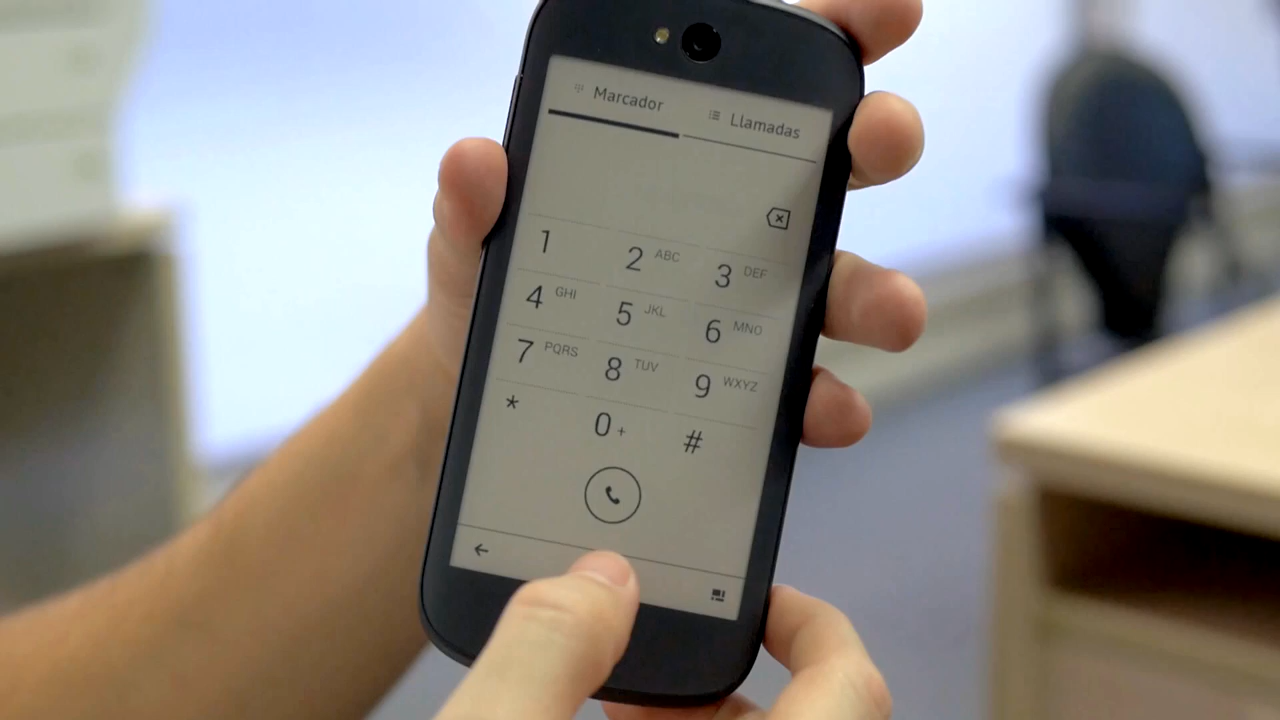 Marcador Llamadas
1 2 ABC 3 DEF
4 GHI 5 JKL 6 MNO
7 PQRS 8 TUV 9 WXYZ
* 0 + #